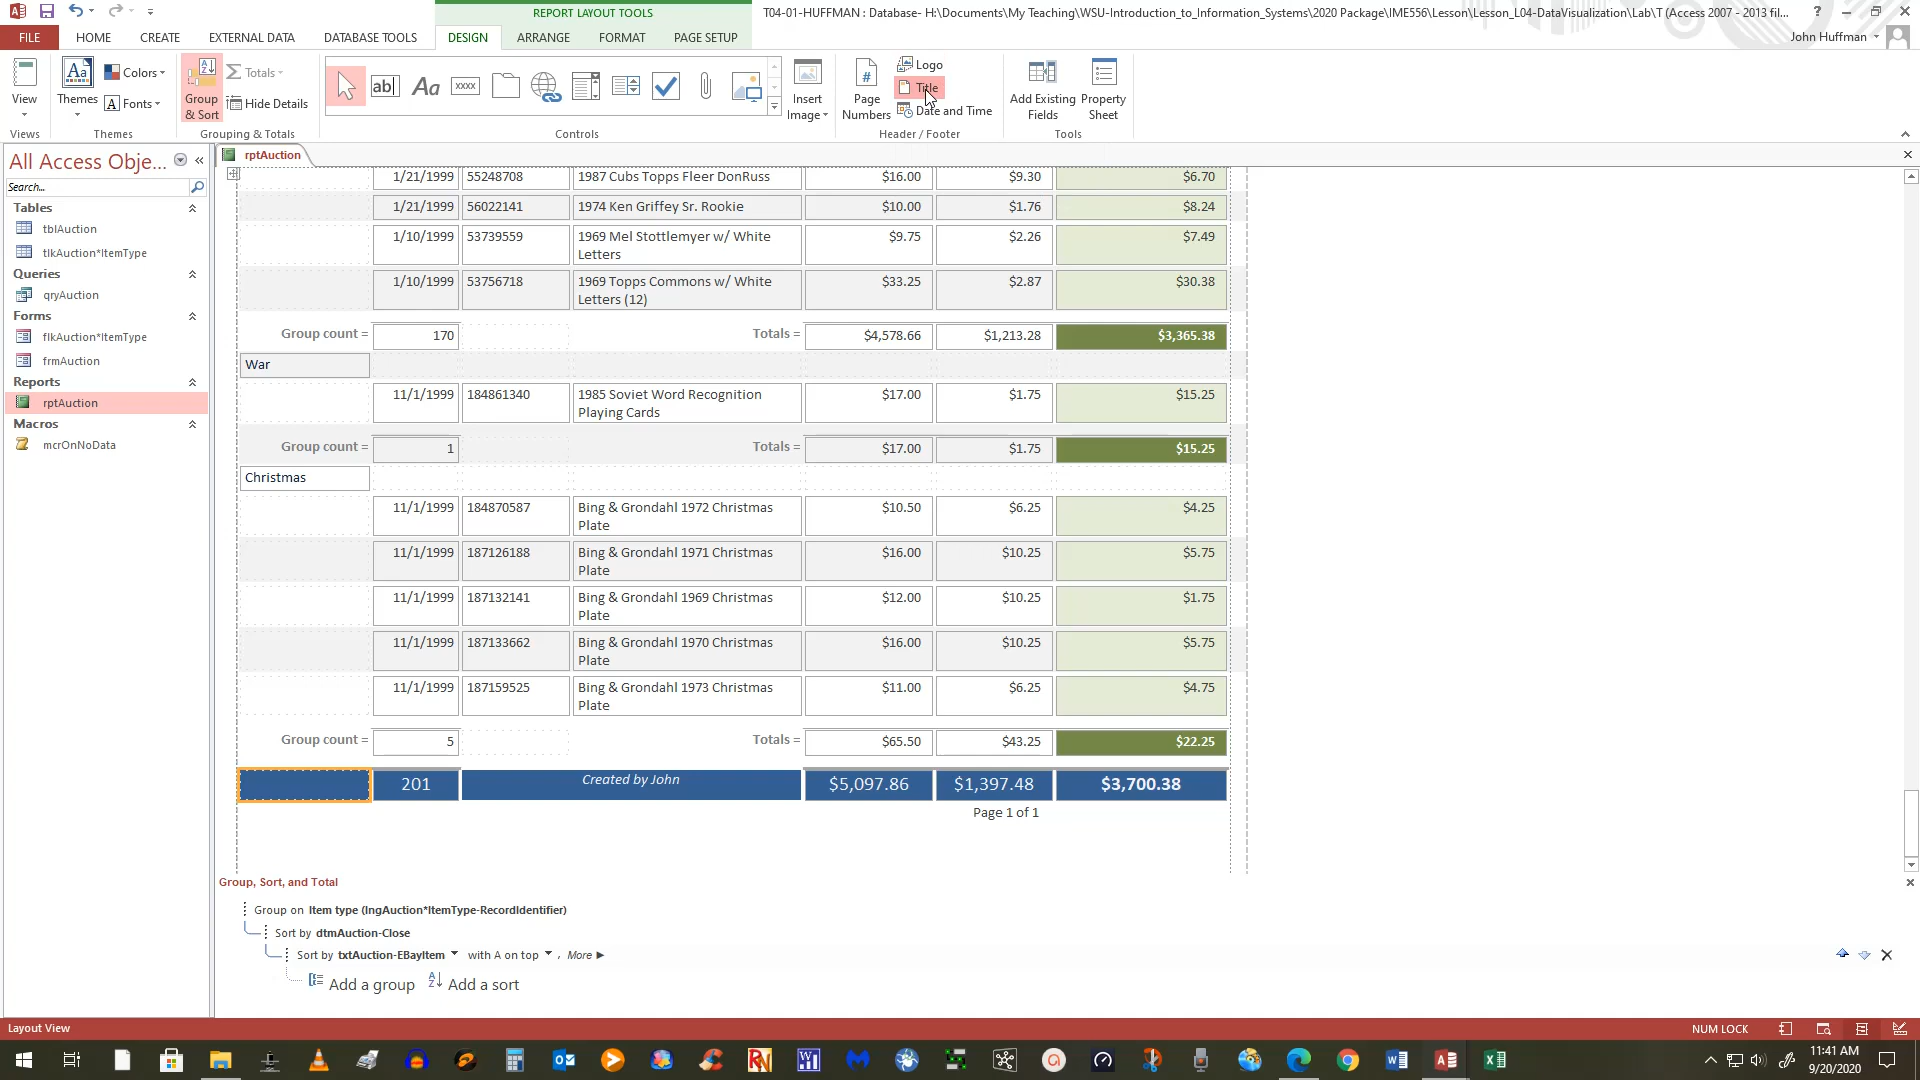 REPORT LAYOUT TOOLS
T04-01-HUFFMAN : Database- H:\Documents\My Teaching\WSU-Introduction_to_Information_Systems\2020 Package\IME556\Lesson\Lesson_L04-DataVisualization\Lab\T (Access 2007 - 2013 fil...
FILE HOME CREATE EXTERNAL DATA DATABASE TOOLS DESIGN ARRANGE FORMAT PAGE SETUP John Huffman
View
Views
Themes
Colors
Fonts
Themes
Group & Sort
Totals
Hide Details
Grouping & Totals
ab
Aa
xxxx
Controls
Insert Image
Page Numbers
Logo
Title
Date and Time
Header / Footer
Add Existing Fields
Property Sheet
Tools
All Access Obje...
Search...
Tables
tblAuction
tlkAuction*ItemType
Queries
qryAuction
Forms
flkAuction*ItemType
frmAuction
Reports
rptAuction
Macros
mcrOnNoData
rptAuction
1/21/1999 55248708 1987 Cubs Topps Fleer DonRuss $16.00 $9.30 $6.70
1/21/1999 56022141 1974 Ken Griffey Sr. Rookie $10.00 $1.76 $8.24
1/10/1999 53739559 1969 Mel Stottlemyer w/ White $9.75 $2.26 $7.49
Letters
1/10/1999 53756718 1969 Topps Commons w/ White $33.25 $2.87 $30.38
Letters (12)
Group count = 170 Totals = $4,578.66 $1,213.28 $3,365.38
War
11/1/1999 184861340 1985 Soviet Word Recognition $17.00 $1.75 $15.25
Playing Cards
Group count = 1 Totals = $17.00 $1.75 $15.25
Christmas
11/1/1999 184870587 Bing & Grondahl 1972 Christmas $10.50 $6.25 $4.25
Plate
11/1/1999 187126188 Bing & Grondahl 1971 Christmas $16.00 $10.25 $5.75
Plate
11/1/1999 187132141 Bing & Grondahl 1969 Christmas $12.00 $10.25 $1.75
Plate
11/1/1999 187133662 Bing & Grondahl 1970 Christmas $16.00 $10.25 $5.75
Plate
11/1/1999 187159525 Bing & Grondahl 1973 Christmas $11.00 $6.25 $4.75
Plate
Group count = 5 Totals = $65.50 $43.25 $22.25
201 Created by John $5,097.86 $1,397.48 $3,700.38
Page 1 of 1
Group, Sort, and Total
Group on Item type (lngAuction*ItemType-RecordIdentifier)
Sort by dtmAuction-Close
Sort by txtAuction-EBayItem with A on top , More
Add a group Add a sort
Layout View NUM LOCK
11:41 AM
9/20/2020